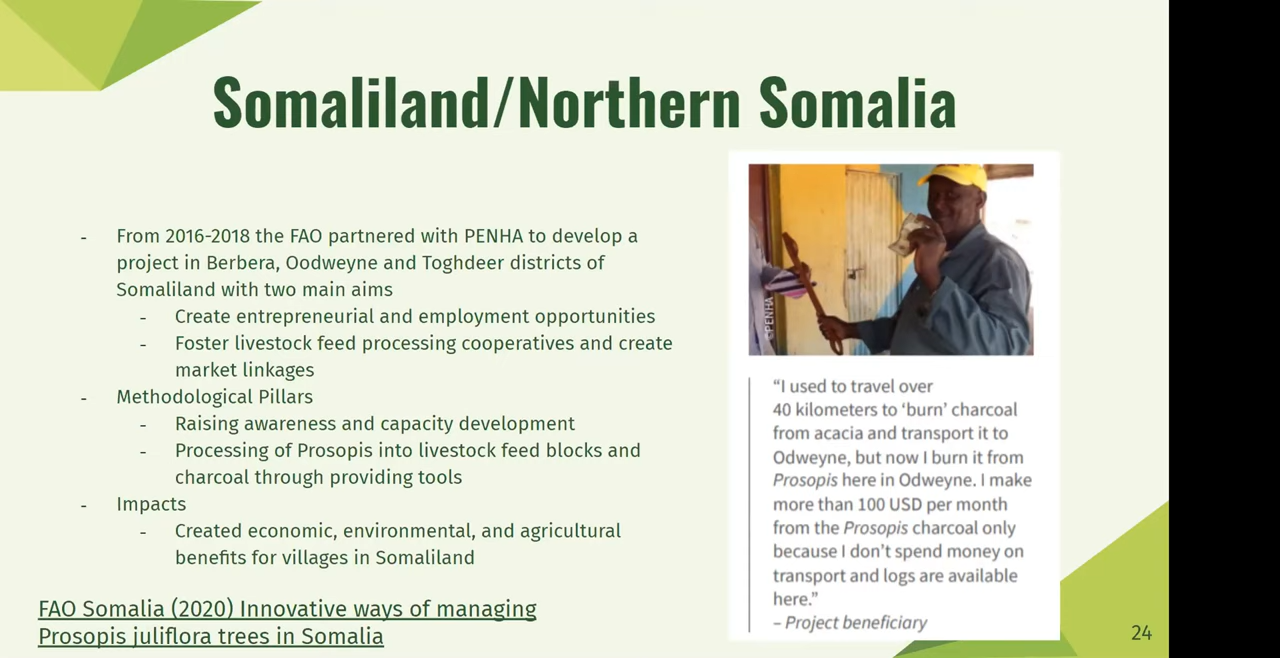 Somaliland/Northern Somalia
- From 2016-2018 the FAO partnered with PENHA to develop a
project in Berbera, Oodweyne and Toghdeer districts of
Somaliland with two main aims
- Create entrepreneurial and employment opportunities
- Foster livestock feed processing cooperatives and create
market linkages
- Methodological Pillars
- Raising awareness and capacity development
- Processing of Prosopis into livestock feed blocks and
charcoal through providing tools
- Impacts
- Created economic, environmental, and agricultural
benefits for villages in Somaliland
FAO Somalia (2020) Innovative ways of managing
Prosopis juliflora trees in Somalia
©PENHA
“I used to travel over
40 kilometers to ‘burn’ charcoal
from acacia and transport it to
Odweyne, but now I burn it from
Prosopis here in Odweyne. I make
more than 100 USD per month
from the Prosopis charcoal only
because I don’t spend money on
transport and logs are available
here.”
– Project beneficiary
24